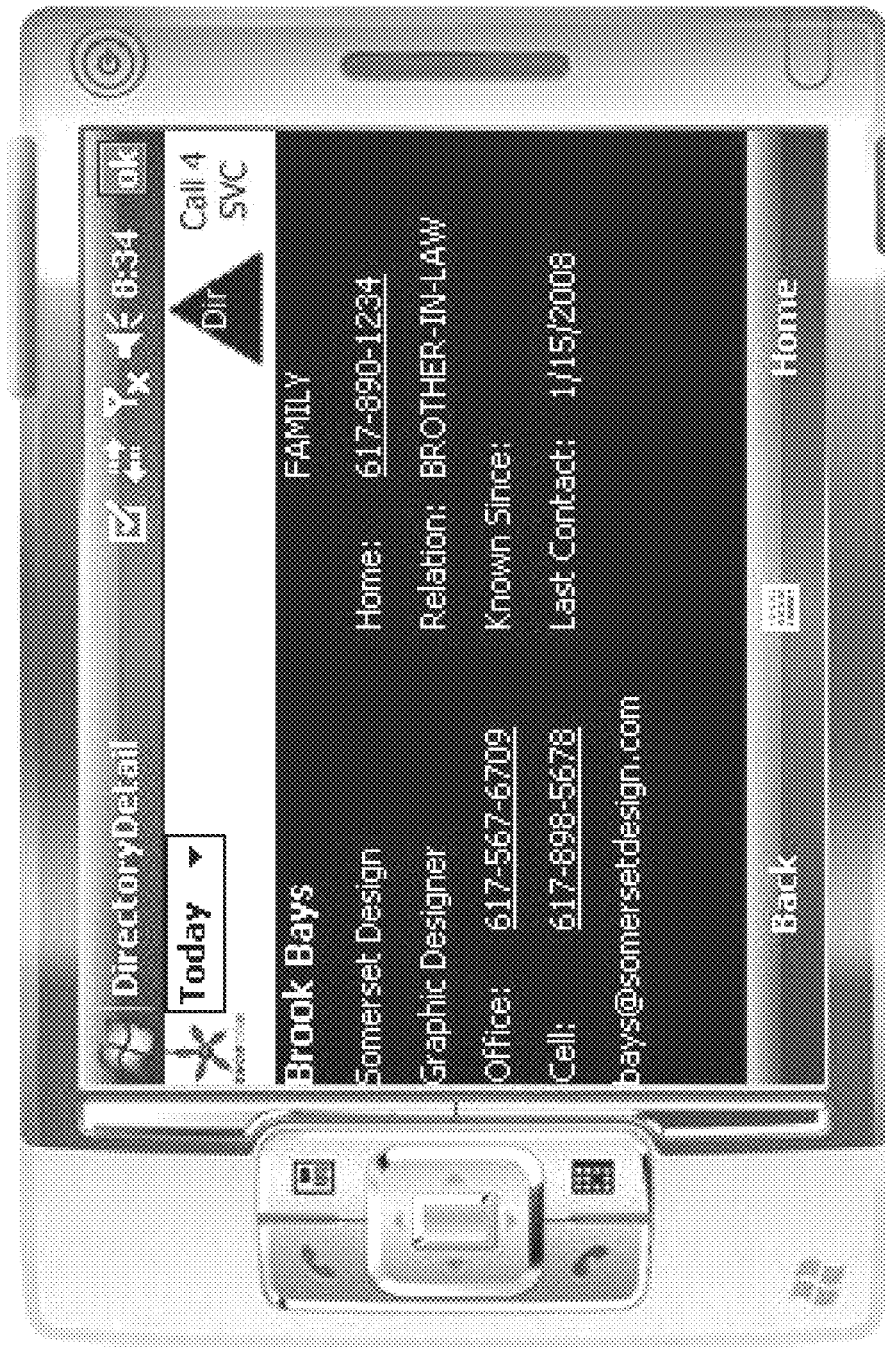 DirectoryDetail 8:34 ok
Today Dir Call 4
SVC
Brook Bays FAMILY
Somerset Design Home: 617-890-1234
Graphic Designer Relation: BROTHER-IN-LAW
Office: 617-567-6709 Known Since:
Cell: 617-898-5678 Last Contact: 1/15/2008
bays@somersetdesign.com
Back Home